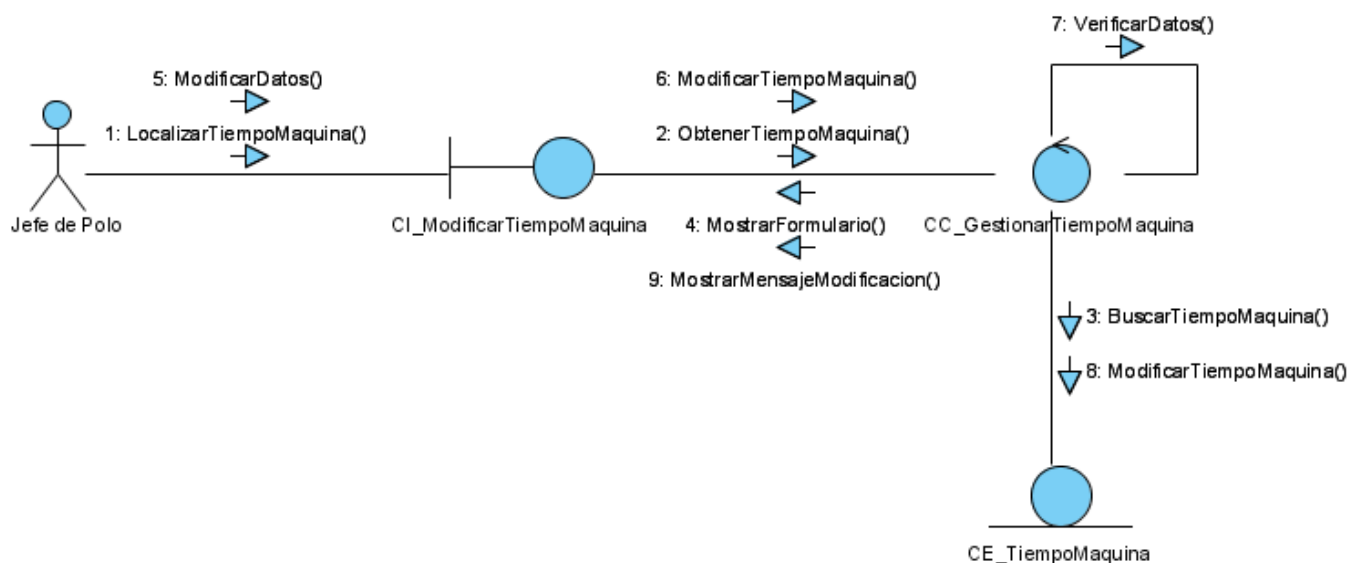 7: VerificarDatos()
5: ModificarDatos()
6: ModificarTiempoMaquina()
1: LocalizarTiempoMaquina()
2: ObtenerTiempoMaquina()
Jefe de Polo
CI_ModificarTiempoMaquina
4: MostrarFormulario()
CC_GestionarTiempoMaquina
9: MostrarMensajeModificacion()
3: BuscarTiempoMaquina()
8: ModificarTiempoMaquina()
CE_TiempoMaquina